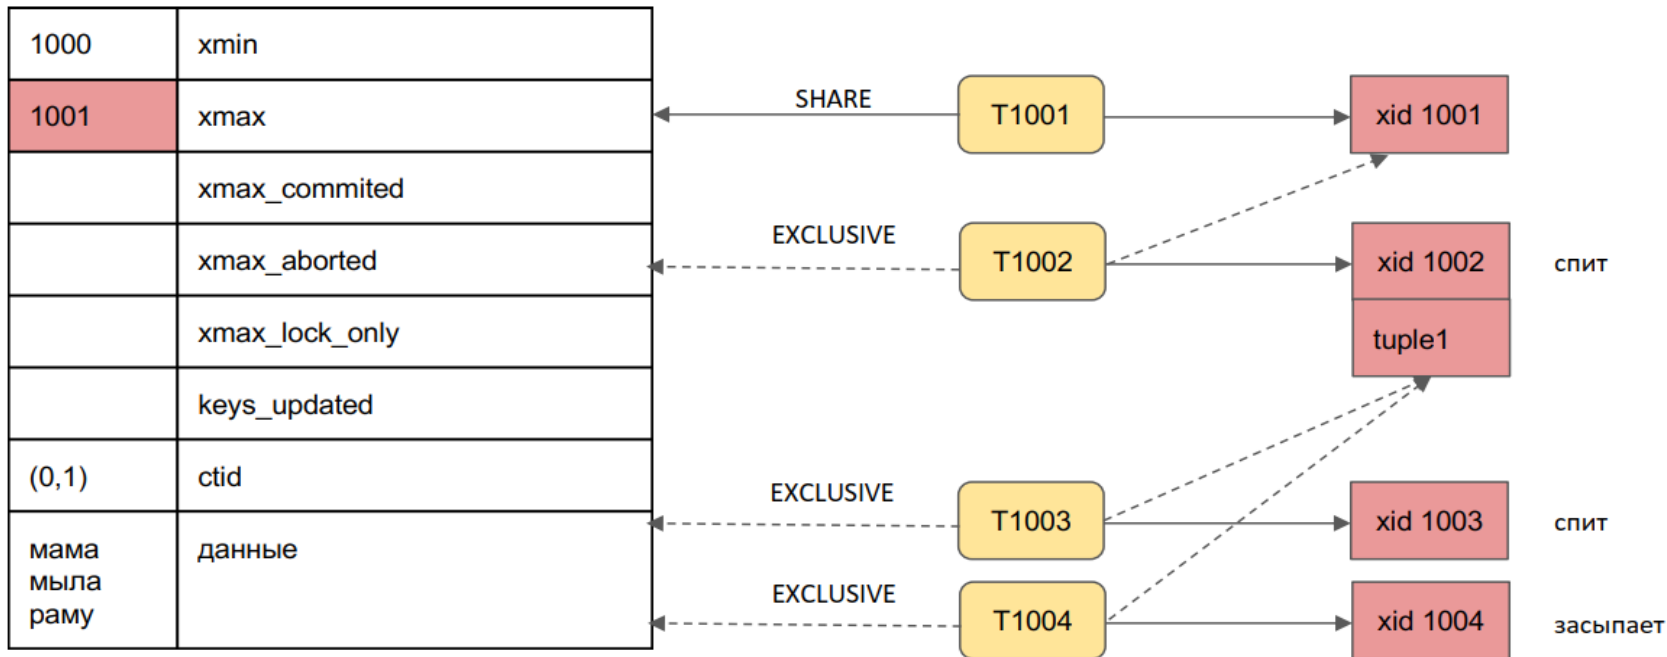 1000 xmin
1001 xmax
SHARE
T1001
xid 1001
xmax_commited
xmax_aborted
EXCLUSIVE
T1002
xid 1002
спит
xmax_lock_only
tuple1
keys_updated
(0,1) ctid
EXCLUSIVE
T1003
xid 1003
спит
мама
мыла
раму
данные
EXCLUSIVE
T1004
xid 1004
засыпает